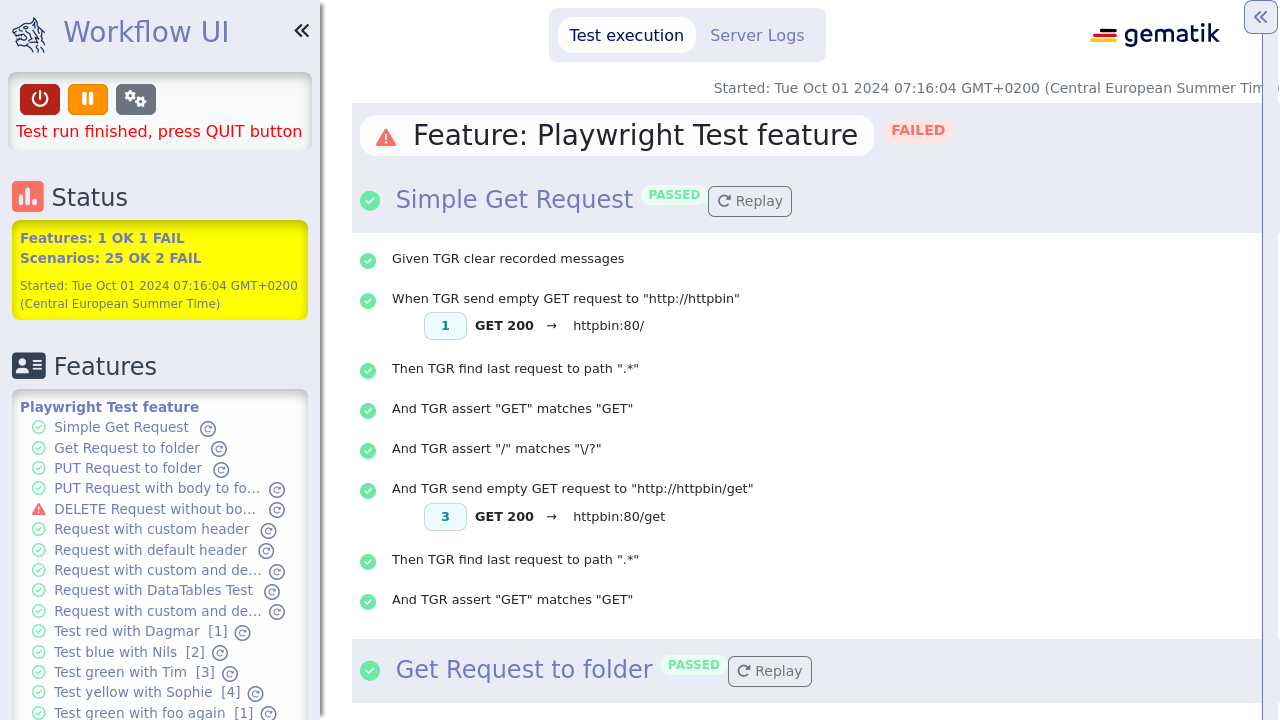 Workflow UI
Test run finished, press QUIT button
Status
Features: 1 OK 1 FAIL
Scenarios: 25 OK 2 FAIL
Started: Tue Oct 01 2024 07:16:04 GMT+0200
(Central European Summer Time)
Features
Playwright Test feature
Simple Get Request
Get Request to folder
PUT Request to folder
PUT Request with body to fo...
DELETE Request without bo...
Request with custom header
Request with default header
Request with custom and de...
Request with DataTables Test
Request with custom and de...
Test red with Dagmar [1]
Test blue with Nils [2]
Test green with Tim [3]
Test yellow with Sophie [4]
Test green with foo again [1]
Test execution
Server Logs
gematik
Started: Tue Oct 01 2024 07:16:04 GMT+0200 (Central European Summer Tim
Feature: Playwright Test feature
FAILED
Simple Get Request
PASSED
Replay
Given TGR clear recorded messages
When TGR send empty GET request to "http://httpbin"
1 GET 200 → httpbin:80/
Then TGR find last request to path ".*"
And TGR assert "GET" matches "GET"
And TGR assert "/" matches "\/?"
And TGR send empty GET request to "http://httpbin/get"
3 GET 200 → httpbin:80/get
Then TGR find last request to path ".*"
And TGR assert "GET" matches "GET"
Get Request to folder
PASSED
Replay